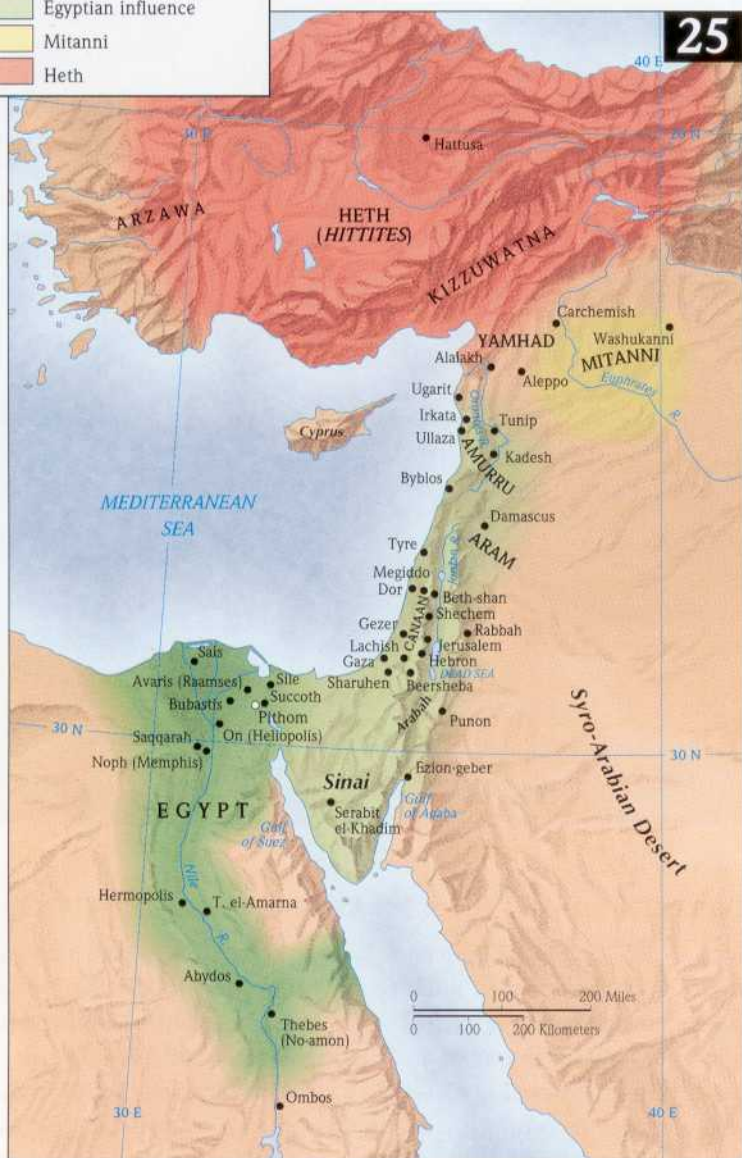 Egyptian influence
Mitanni
Heth
25
40 E
30 E
Hattusa
ARZAWA
HETH
(HITTITES)
KIZZUWATNA
Carchemish
Washukanni
YAMHAD
MITANNI
Alalakh
Aleppo
Euphrates
R.
Ugarit
Irkata
Tunip
Ullaza
Cyprus
AMURRU
Kadesh
Byblos
MEDITERRANEAN
SEA
Damascus
Tyre
ARAM
Jordan R.
Megiddo
Dor
Beth-shan
CANAAN
Shechem
Gezer
Rabbah
Jerusalem
Lachish
Gaza
Hebron
DEAD SEA
Sharuhen
Beersheba
Sais
Avaris (Raamses)
Sile
Succoth
Bubastis
Pithom
Arabah
Punon
30 N
On (Heliopolis)
Saqqarah
Noph (Memphis)
30 N
Syro-Arabian Desert
Ezion-geber
Sinai
Gulf
of Aqaba
EGYPT
Serabit
el-Khadim
Gulf
of Suez
Nile
R.
Hermopolis
T. el-Amarna
Abydos
0 100 200 Miles
0 100 200 Kilometers
Thebes
(No-amon)
Ombos
30 E
40 E